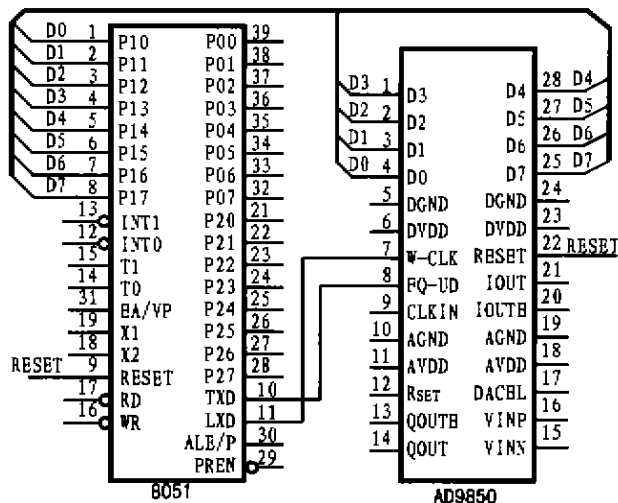 D0 1 P10 P00 39
D1 2 P11 P01 38
D2 3 P12 P02 37
D3 4 P13 P03 36
D4 5 P14 P04 35
D5 6 P15 P05 34
D6 7 P16 P06 33
D7 8 P17 P07 32
13 INT1 P20 21
12 INT0 P21 22
15 T1 P22 23
14 T0 P23 24
31 EA/VP P24 25
19 X1 P25 26
18 X2 P26 27
RESET 9 RESET P27 28
17 RD TXD 10
16 WR LXD 11
ALE/P 30
PREN 29
8051
D3 1 D3 D4 28 D4
D2 2 D2 D5 27 D5
D1 3 D1 D6 26 D6
D0 4 D0 D7 25 D7
5 DGND DGND 24
6 DVDD DVDD 23
7 W-CLK RESET 22 RESET
8 FQ-UD IOUT 21
9 CLKIN IOUTB 20
10 AGND AGND 19
11 AVDD AVDD 18
12 RSET DACBL 17
13 QOUTB VINP 16
14 QOUT VINN 15
AD9850